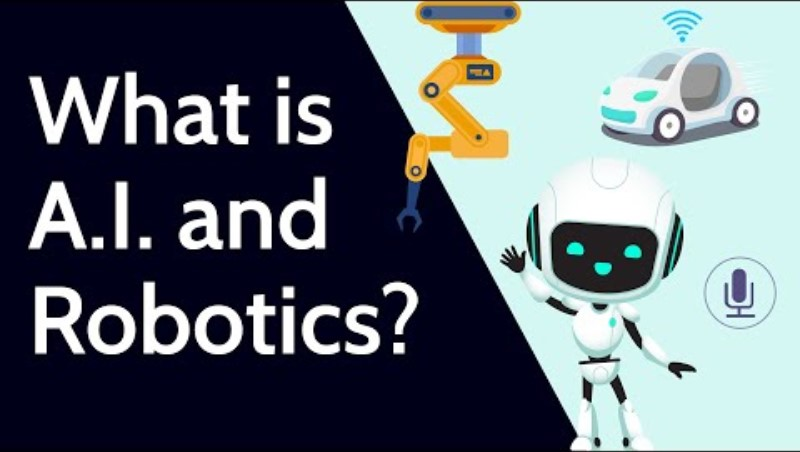 What is
A.I. and
Robotics?